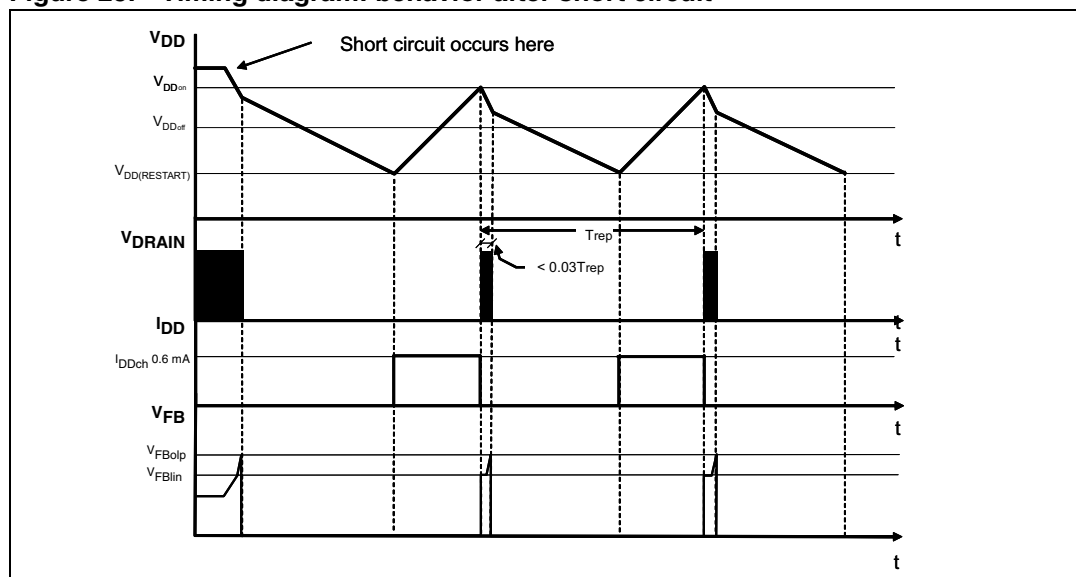 Figure 25. Timing diagram: behavior after short circuit
VDD
Short circuit occurs here
VDDon
VDDoff
VDD(RESTART)
t
VDRAIN
Trep
< 0.03Trep
t
IDD
t
IDDch 0.6 mA
VFB
t
VFBolp
VFBlin
t